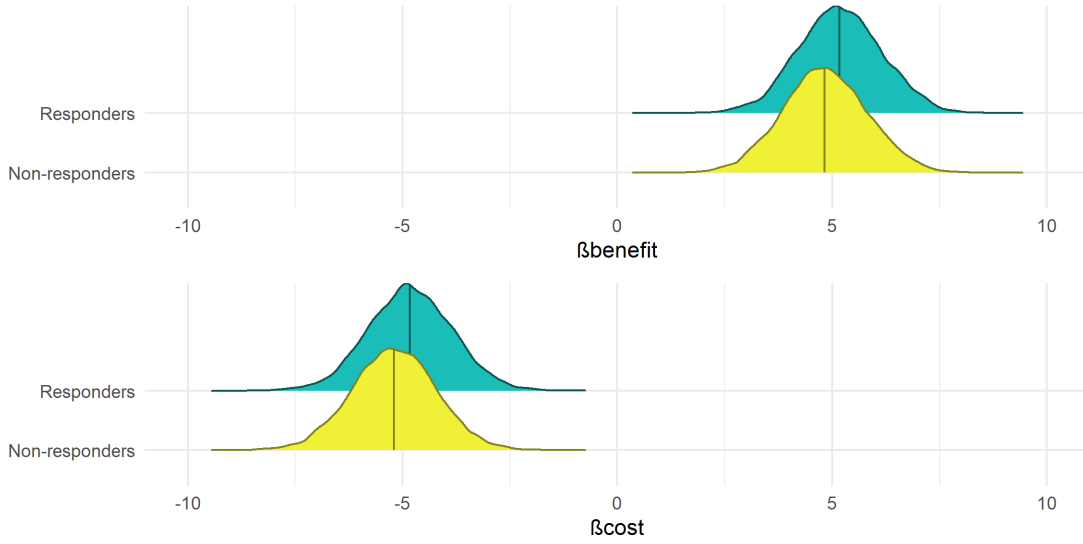 Responders
Non-responders
-10 -5 0 5 10
ßbenefit
Responders
Non-responders
-10 -5 0 5 10
ßcost